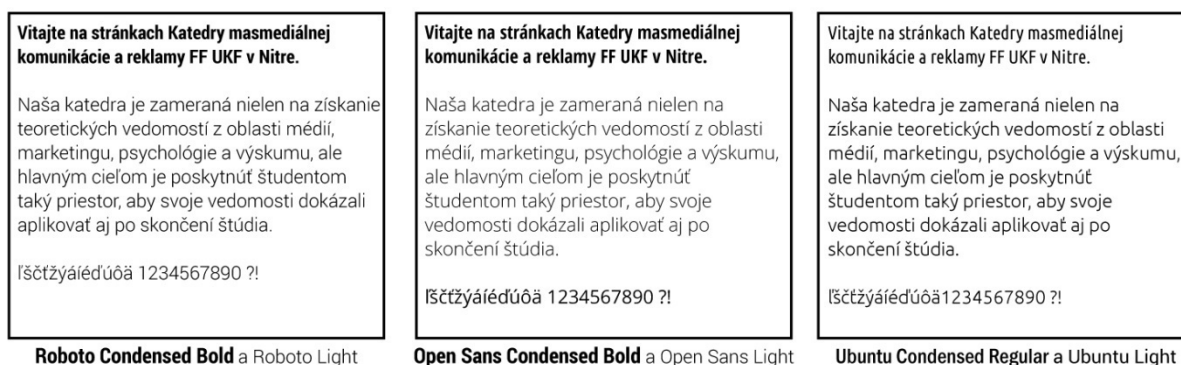 Vitajte na stránkach Katedry masmediálnej
komunikácie a reklamy FF UKF v Nitre.
Naša katedra je zameraná nielen na získanie
teoretických vedomostí z oblasti médií,
marketingu, psychológie a výskumu, ale
hlavným cieľom je poskytnúť študentom
taký priestor, aby svoje vedomosti dokázali
aplikovať aj po skončení štúdia.
ľščťžýáíéďúôä 1234567890 ?!
Roboto Condensed Bold a Roboto Light
Vitajte na stránkach Katedry masmediálnej
komunikácie a reklamy FF UKF v Nitre.
Naša katedra je zameraná nielen na
získanie teoretických vedomostí z oblasti
médií, marketingu, psychológie a výskumu,
ale hlavným cieľom je poskytnúť
študentom taký priestor, aby svoje
vedomosti dokázali aplikovať aj po
skončení štúdia.
ľščťžýáíéďúôä 1234567890 ?!
Open Sans Condensed Bold a Open Sans Light
Vitajte na stránkach Katedry masmediálnej
komunikácie a reklamy FF UKF v Nitre.
Naša katedra je zameraná nielen na
získanie teoretických vedomostí z oblasti
médií, marketingu, psychológie a výskumu,
ale hlavným cieľom je poskytnúť
študentom taký priestor, aby svoje
vedomosti dokázali aplikovať aj po
skončení štúdia.
ľščťžýáíéďúôä1234567890 ?!
Ubuntu Condensed Regular a Ubuntu Light